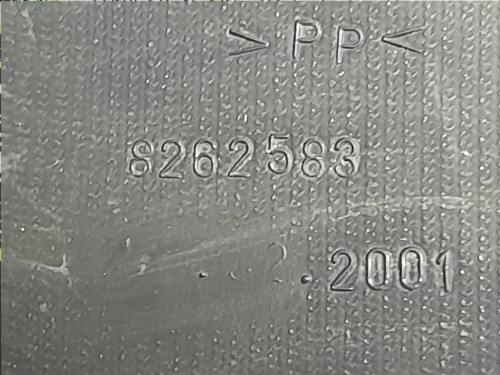 >PP<
8262583
. . .2001